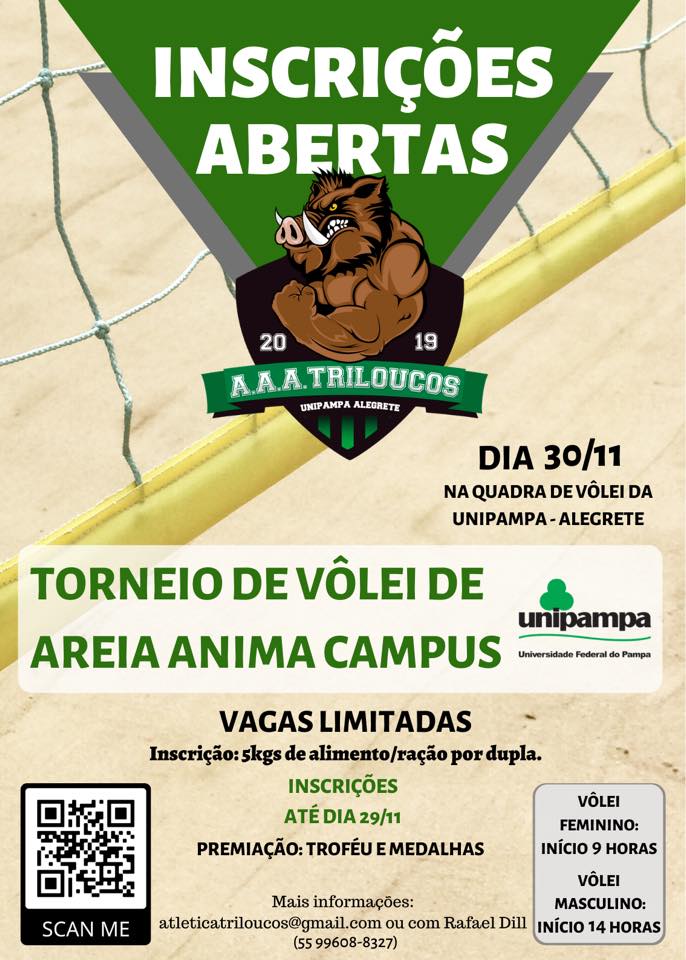 INSCRIÇÕES
ABERTAS
20 19
A.A.A.TRILOUCOS
UNIPAMPA ALEGRETE
DIA 30/11
NA QUADRA DE VÔLEI DA
UNIPAMPA - ALEGRETE
TORNEIO DE VÔLEI DE
AREIA ANIMA CAMPUS
unipampa
Universidade Federal do Pampa
VAGAS LIMITADAS
Inscrição: 5kgs de alimento/ração por dupla.
INSCRIÇÕES
ATÉ DIA 29/11
PREMIAÇÃO: TROFÉU E MEDALHAS
SCAN ME
Mais informações:
atleticatriloucos@gmail.com ou com Rafael Dill
(55 99608-8327)
VÔLEI
FEMININO:
INÍCIO 9 HORAS
VÔLEI
MASCULINO:
INÍCIO 14 HORAS